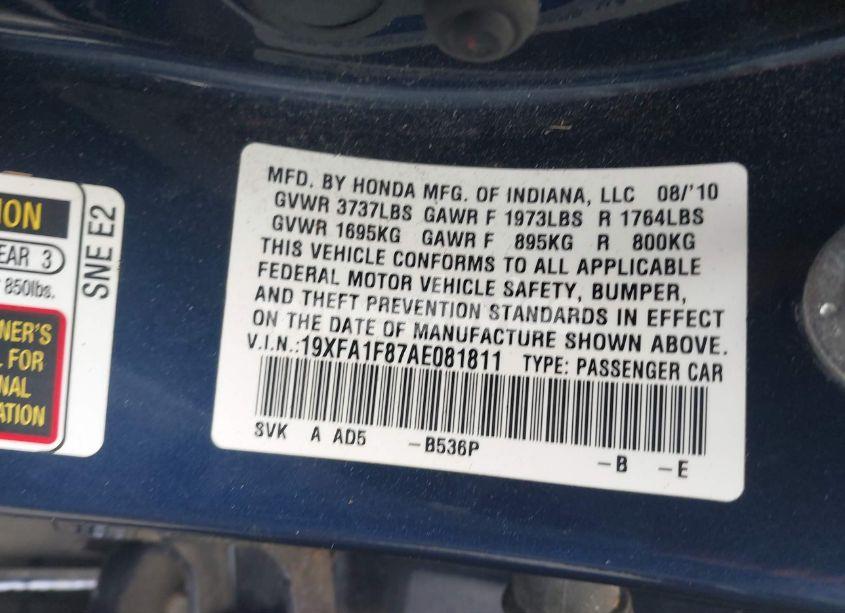 ION
EAR 3
850lbs.
NER'S
L FOR
NAL
ATION
SNE E2
MFD. BY HONDA MFG. OF INDIANA, LLC 08/'10
GVWR 3737LBS GAWR F 1973LBS R 1764LBS
GVWR 1695KG GAWR F 895KG R 800KG
THIS VEHICLE CONFORMS TO ALL APPLICABLE
FEDERAL MOTOR VEHICLE SAFETY, BUMPER,
AND THEFT PREVENTION STANDARDS IN EFFECT
ON THE DATE OF MANUFACTURE SHOWN ABOVE.
V.I.N.:19XFA1F87AE081811 TYPE: PASSENGER CAR
SVK A AD5 -B536P -B -E